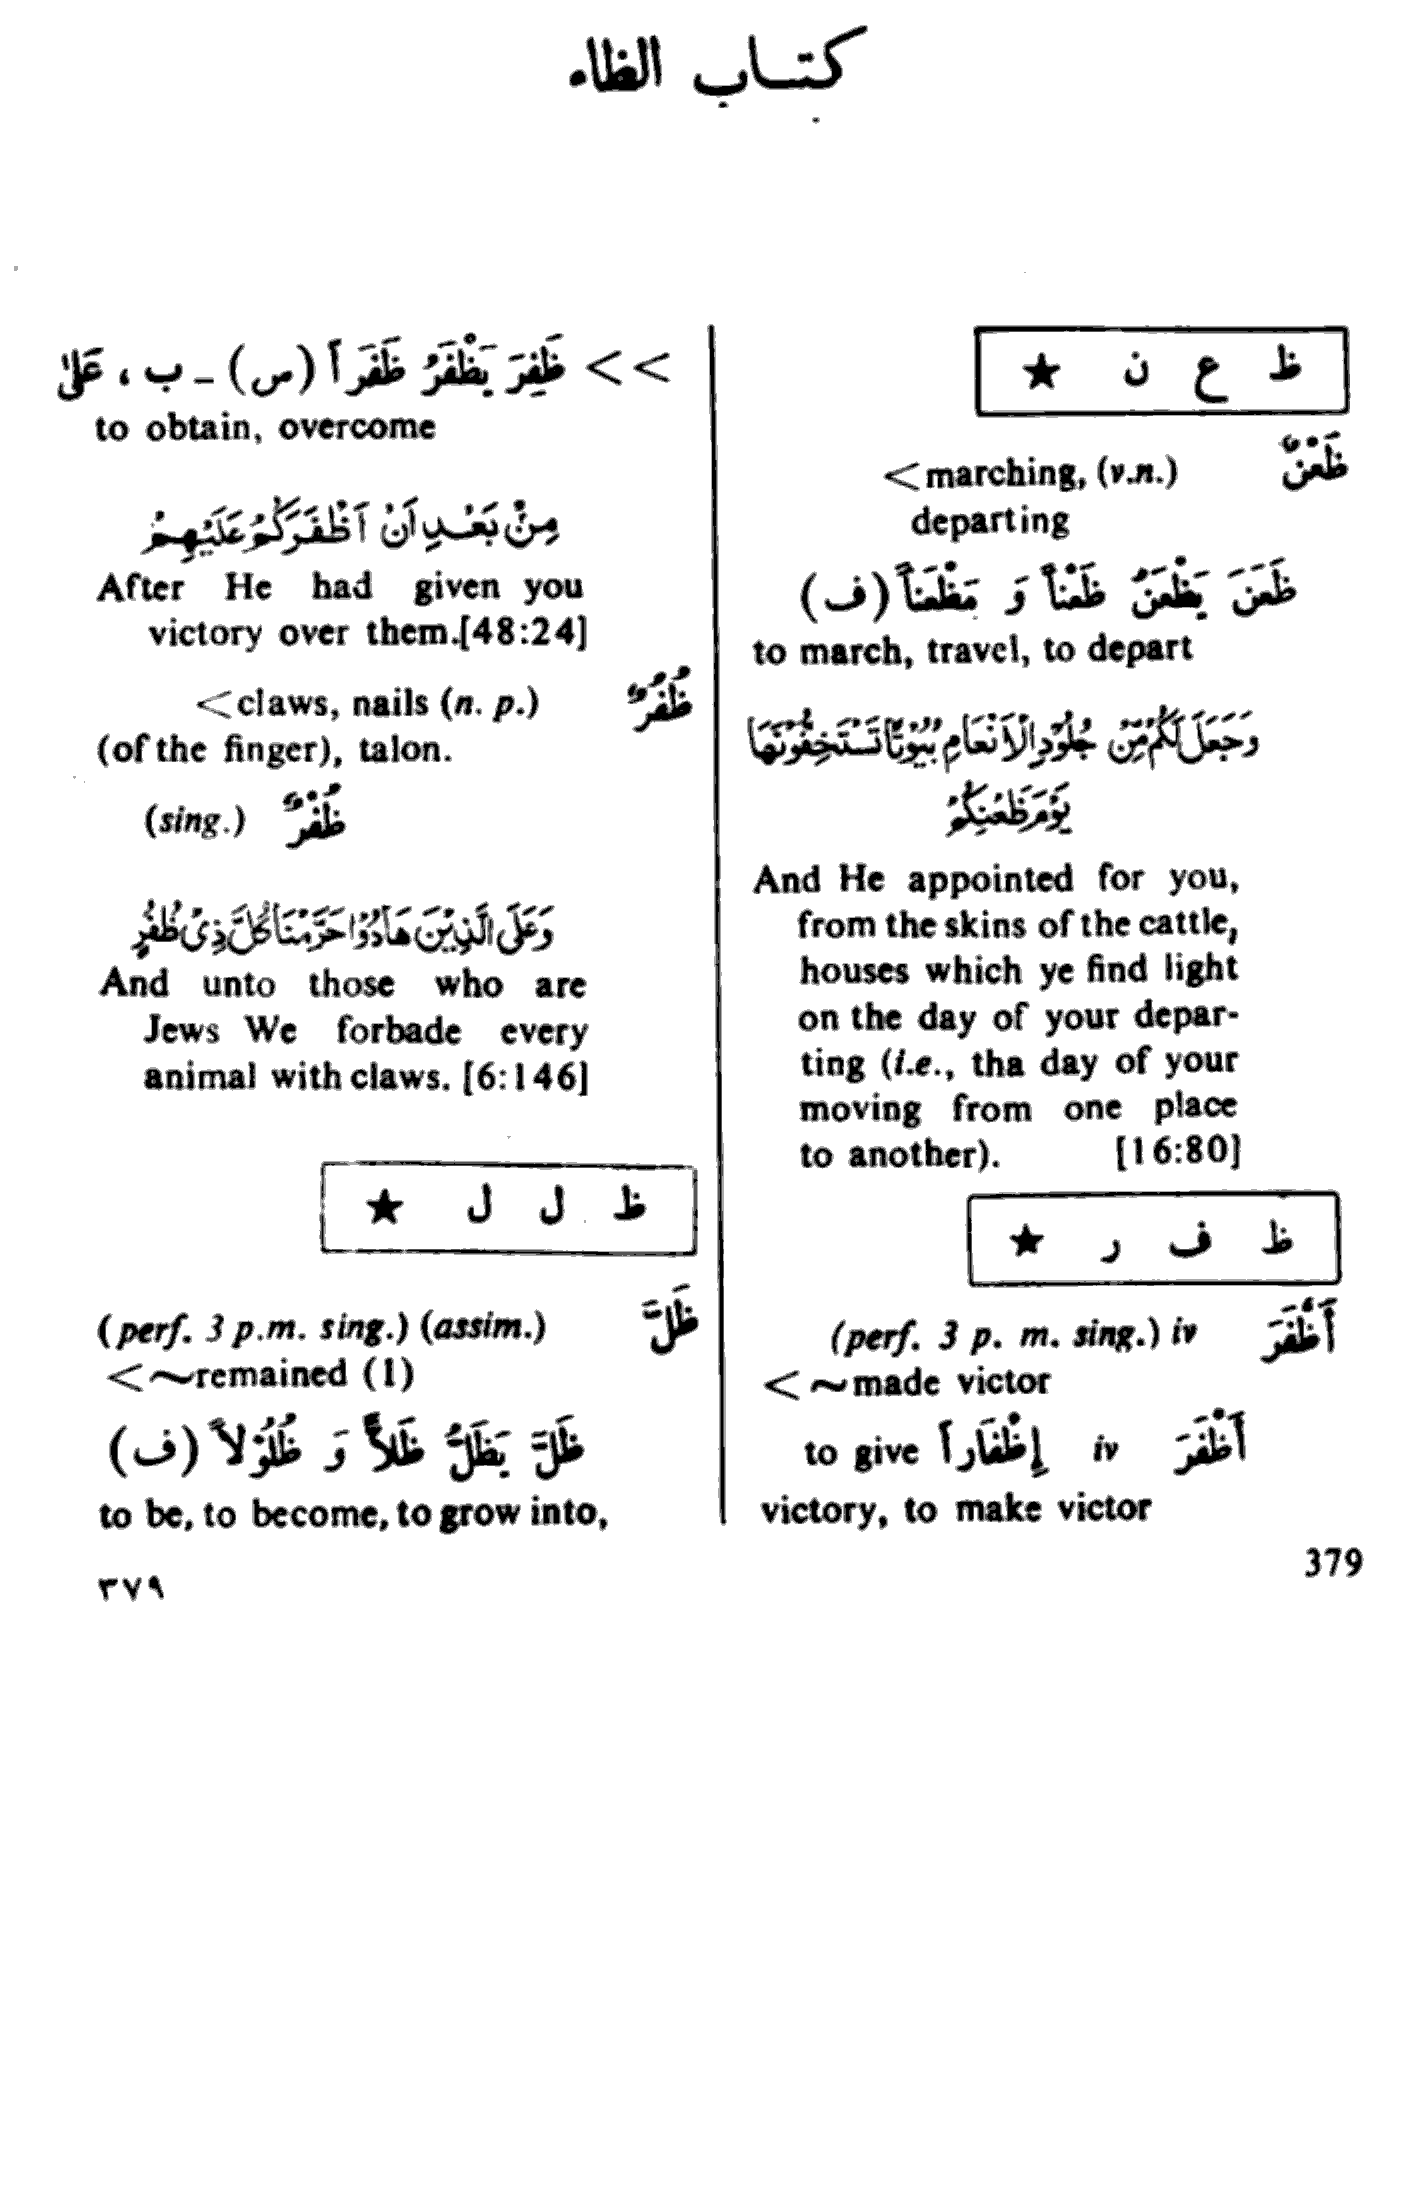 كتاب الظاء
ظ ع ن ★
ظَعْنٌ <marching, (v.n.)
departing
ظَعَنَ يَظْعَنُ ظَعْناً وَ مَظْعَناً (ف)
to march, travel, to depart
وَجَعَلَ لَكُمْ مِّنْ جُلُوْدِ الْاَنْعَامِ بُيُوْتًا تَسْتَخِفُّوْنَهَا
يَوْمَ ظَعْنِكُمْ
And He appointed for you,
from the skins of the cattle,
houses which ye find light
on the day of your depar-
ting (i.e., tha day of your
moving from one place
to another). [16:80]
ظ ف ر ★
أَظْفَرَ (perf. 3 p. m. sing.) iv
<~made victor
أَظْفَرَ iv إِظْفَاراً to give
victory, to make victor
>> ظَفِرَ يَظْفَرُ ظَفَراً (س) - ب ، عَلىٰ
to obtain, overcome
مِنْۢ بَعْدِ اَنْ اَظْفَرَكُمْ عَلَيْهِمْ
After He had given you
victory over them.[48:24]
ظُفُرٌ <claws, nails (n. p.)
(of the finger), talon.
ظُفْرٌ (sing.)
وَعَلَى الَّذِيْنَ هَادُوْا حَرَّمْنَا كُلَّ ذِيْ ظُفُرٍ
And unto those who are
Jews We forbade every
animal with claws. [6:146]
ظ ل ل ★
ظَلَّ (perf. 3 p.m. sing.) (assim.)
<~remained (1)
ظَلَّ يَظَلُّ ظَلاًّ وَ ظُلُوْلاً (ف)
to be, to become, to grow into,
379
٣٧٩